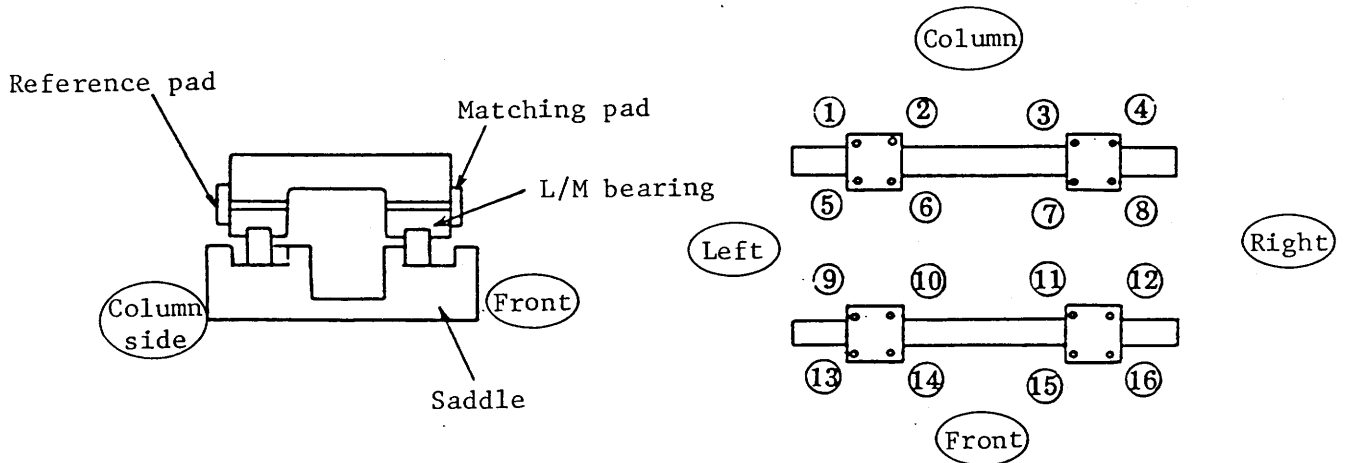 Reference pad
Matching pad
L/M bearing
Column
side
Front
Saddle
Column
① ② ③ ④
⑤ ⑥ ⑦ ⑧
Left
Right
⑨ ⑩ ⑪ ⑫
⑬ ⑭ ⑮ ⑯
Front